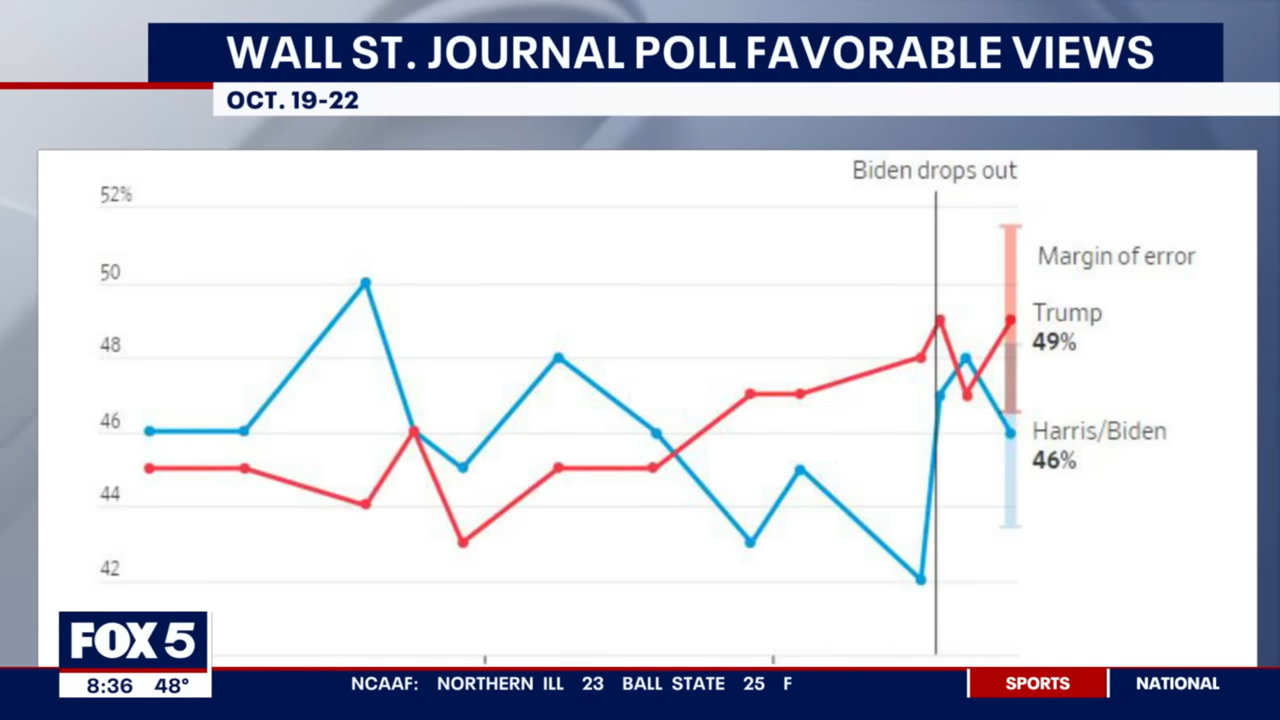 WALL ST. JOURNAL POLL FAVORABLE VIEWS
OCT. 19-22
Biden drops out
52%
50
48
46
44
42
Margin of error
Trump
49%
Harris/Biden
46%
FOX 5
8:36 48°
NCAAF: NORTHERN ILL 23 BALL STATE 25 F
SPORTS
NATIONAL